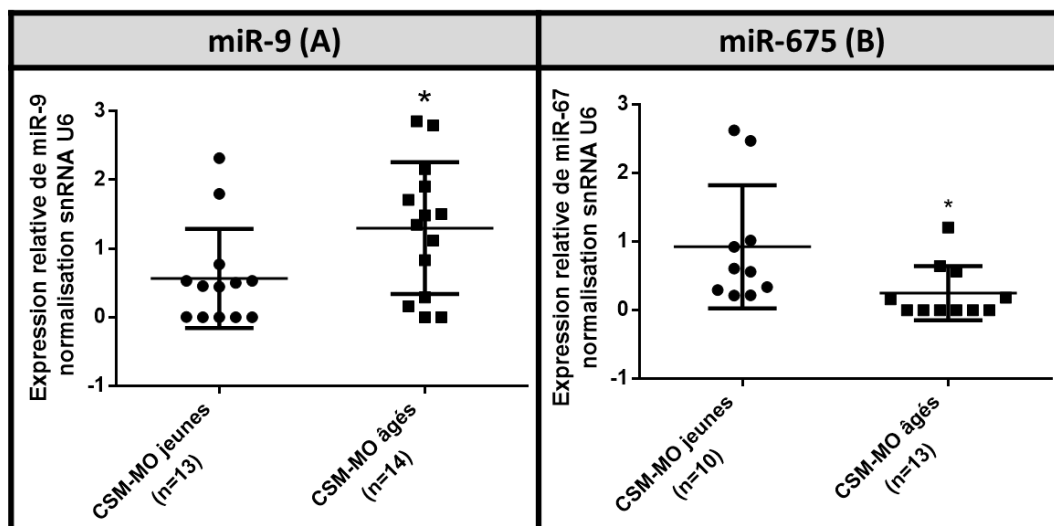 miR-9 (A)
miR-675 (B)
Expression relative de miR-9
normalisation snRNA U6
3
2
1
0
-1
*
CSM-MO jeunes
(n=13)
CSM-MO âgés
(n=14)
Expression relative de miR-67
normalisation snRNA U6
3
2
1
0
-1
*
CSM-MO jeunes
(n=10)
CSM-MO âgés
(n=13)